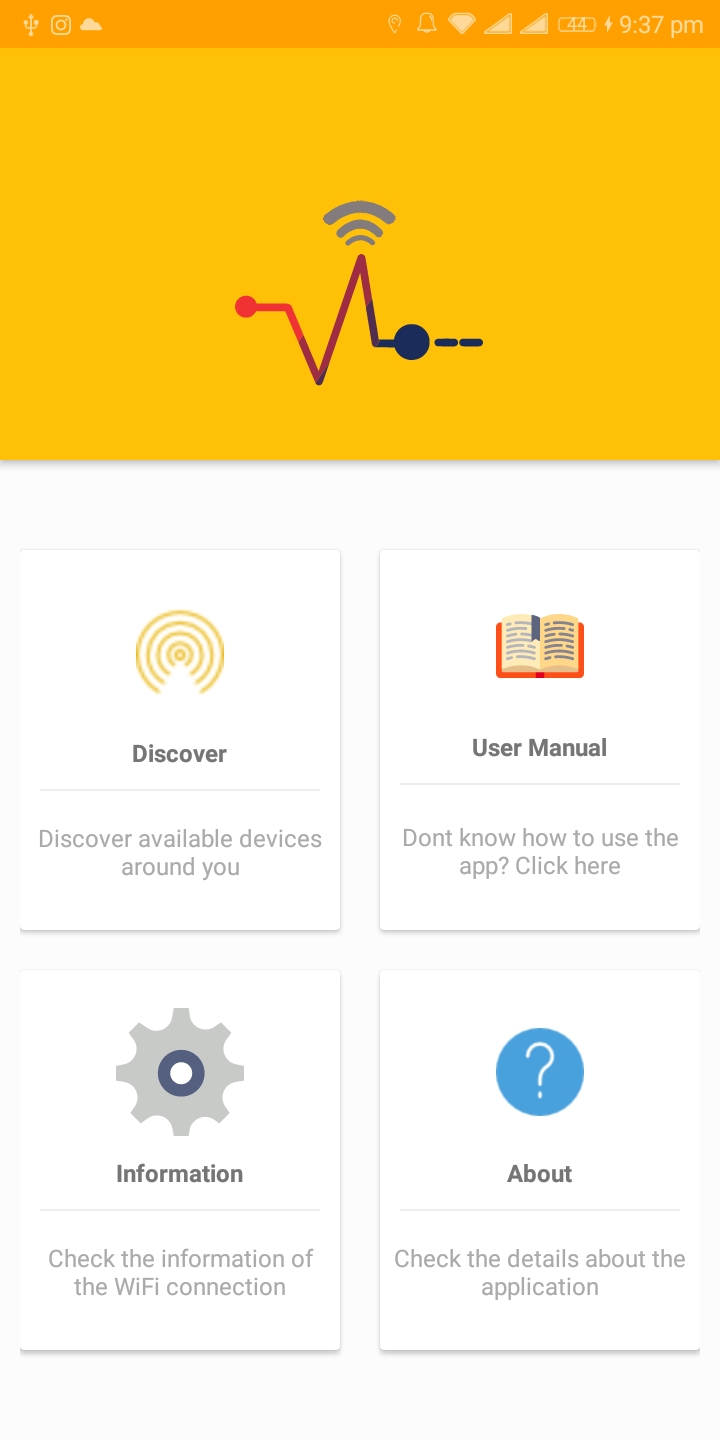 44 9:37 pm
Discover
Discover available devices
around you
User Manual
Dont know how to use the
app? Click here
Information
Check the information of
the WiFi connection
About
Check the details about the
application